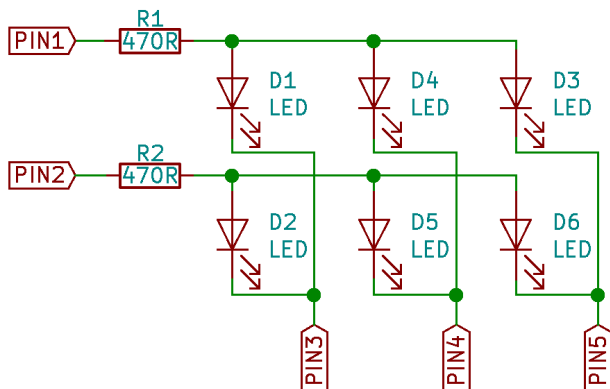 R1
PIN1 470R
D1 D4 D3
LED LED LED
R2
PIN2 470R
D2 D5 D6
LED LED LED
PIN3 PIN4 PIN5